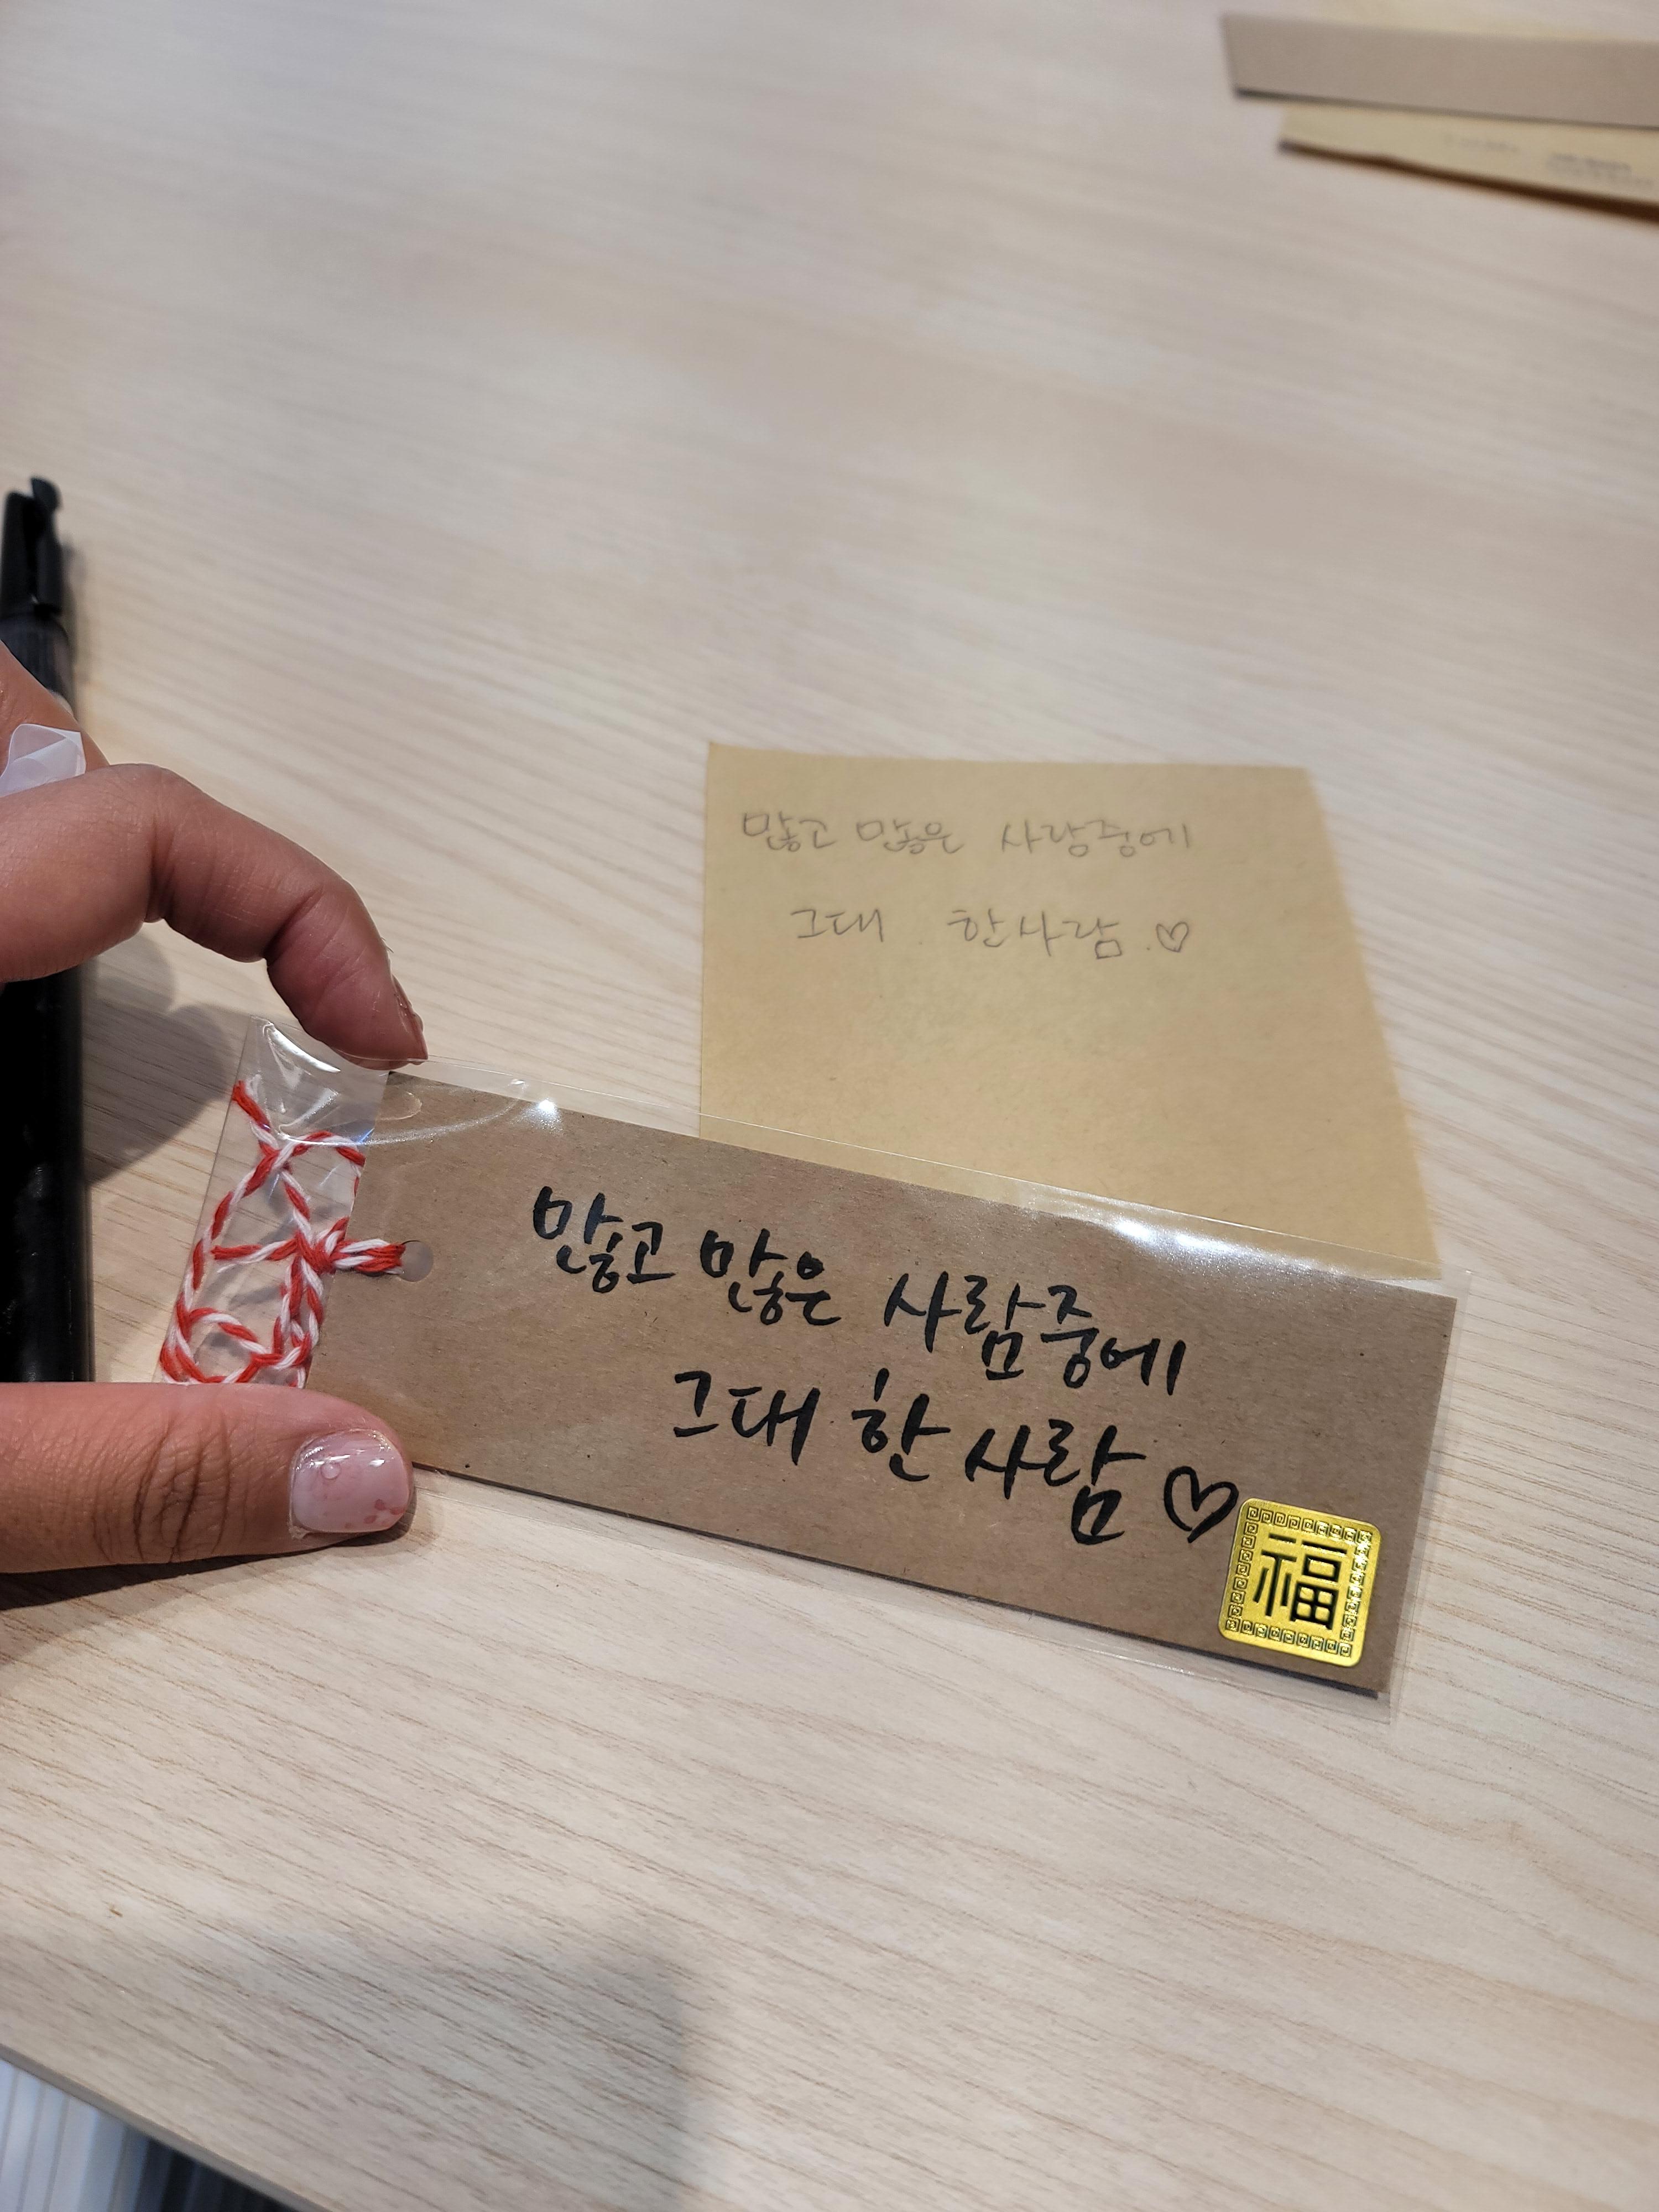 많고 많은 사람중에
그대 한사람.♡
많고 많은 사람중에
그대 한 사람♡
福